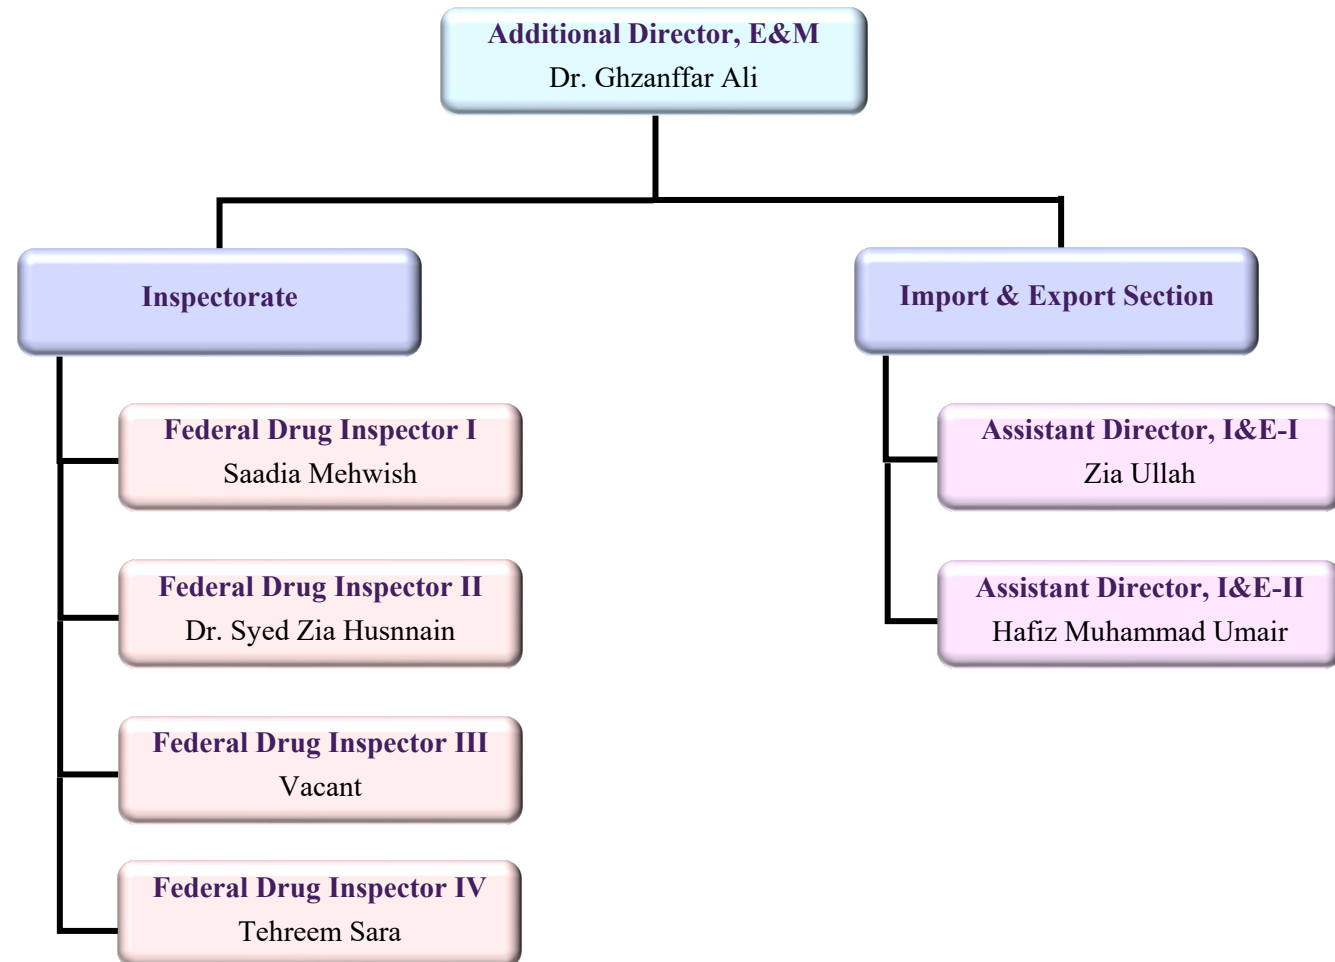 Additional Director, E&M
Dr. Ghzanffar Ali
Inspectorate
Import & Export Section
Federal Drug Inspector I
Saadia Mehwish
Federal Drug Inspector II
Dr. Syed Zia Husnnain
Federal Drug Inspector III
Vacant
Federal Drug Inspector IV
Tehreem Sara
Assistant Director, I&E-I
Zia Ullah
Assistant Director, I&E-II
Hafiz Muhammad Umair